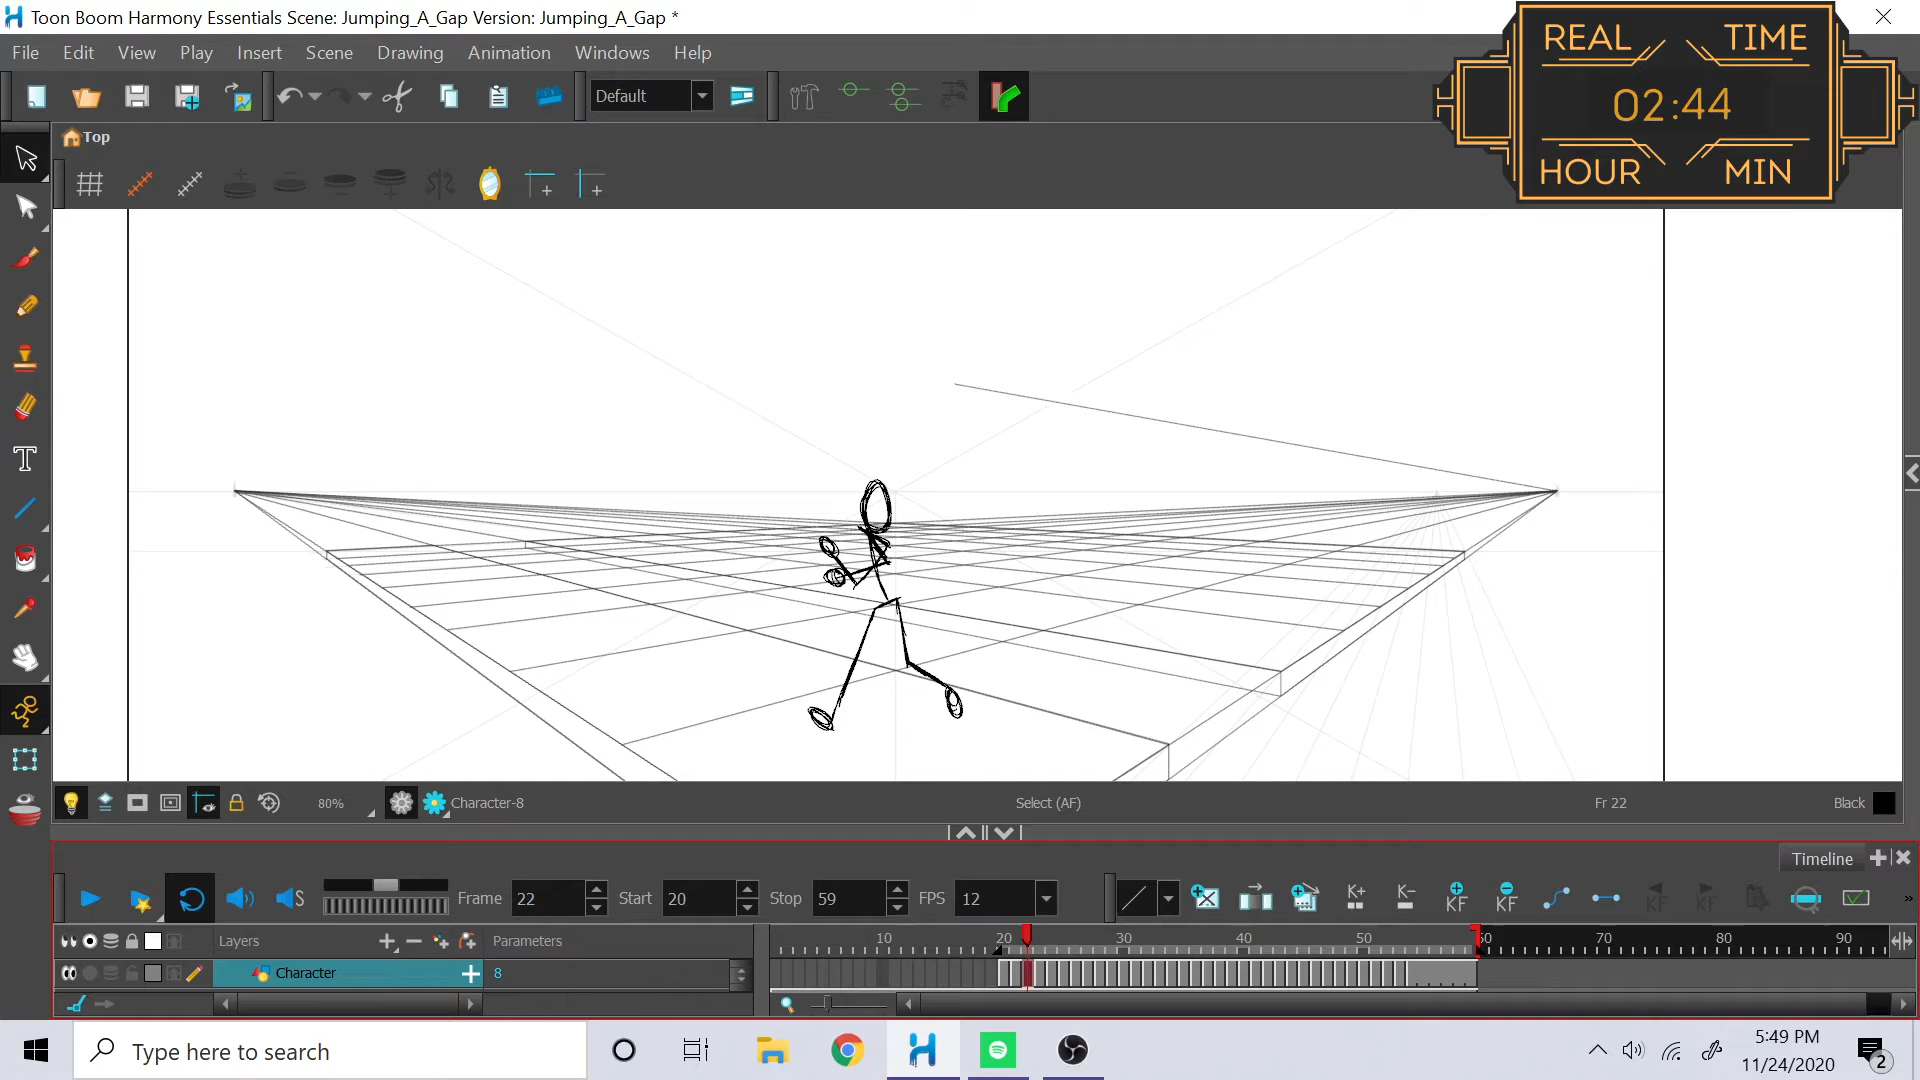 Toon Boom Harmony Essentials Scene: Jumping_A_Gap Version: Jumping_A_Gap *
File Edit View Play Insert Scene Drawing Animation Windows Help
REAL TIME
02:44
HOUR MIN
Default
Top
80%
Character-8
Select (AF)
Fr 22
Black
Timeline
Frame 22 Start 20 Stop 59 FPS 12
Layers
Parameters
10 20 30 40 50 60 70 80 90
Character
8
Type here to search
5:49 PM
11/24/2020
2